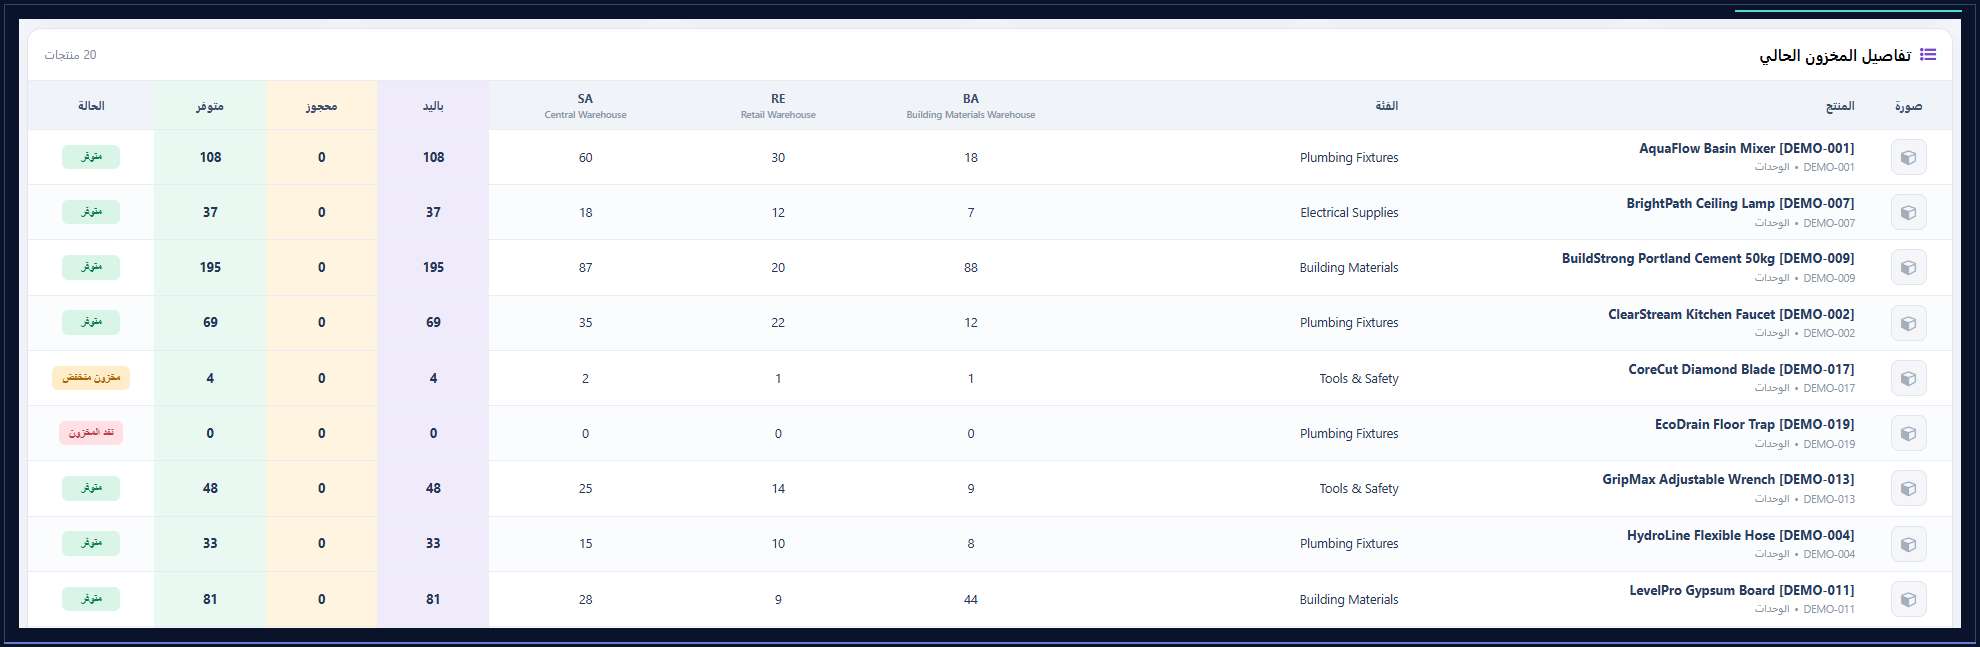 تفاصيل المخزون الحالي
20 منتجات
صورة المنتج الفئة BA RE SA باليد محجوز متوفر الحالة
Building Materials Warehouse Retail Warehouse Central Warehouse
AquaFlow Basin Mixer [DEMO-001] Plumbing Fixtures 18 30 60 108 0 108 متوفر
DEMO-001 • الوحدات
BrightPath Ceiling Lamp [DEMO-007] Electrical Supplies 7 12 18 37 0 37 متوفر
DEMO-007 • الوحدات
BuildStrong Portland Cement 50kg [DEMO-009] Building Materials 88 20 87 195 0 195 متوفر
DEMO-009 • الوحدات
ClearStream Kitchen Faucet [DEMO-002] Plumbing Fixtures 12 22 35 69 0 69 متوفر
DEMO-002 • الوحدات
CoreCut Diamond Blade [DEMO-017] Tools & Safety 1 1 2 4 0 4 مخزون منخفض
DEMO-017 • الوحدات
EcoDrain Floor Trap [DEMO-019] Plumbing Fixtures 0 0 0 0 0 0 نفد المخزون
DEMO-019 • الوحدات
GripMax Adjustable Wrench [DEMO-013] Tools & Safety 9 14 25 48 0 48 متوفر
DEMO-013 • الوحدات
HydroLine Flexible Hose [DEMO-004] Plumbing Fixtures 8 10 15 33 0 33 متوفر
DEMO-004 • الوحدات
LevelPro Gypsum Board [DEMO-011] Building Materials 44 9 28 81 0 81 متوفر
DEMO-011 • الوحدات